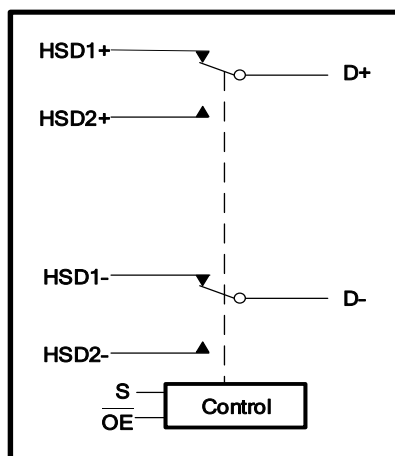 HSD1+
D+
HSD2+
HSD1-
D-
HSD2-
S
OE
Control